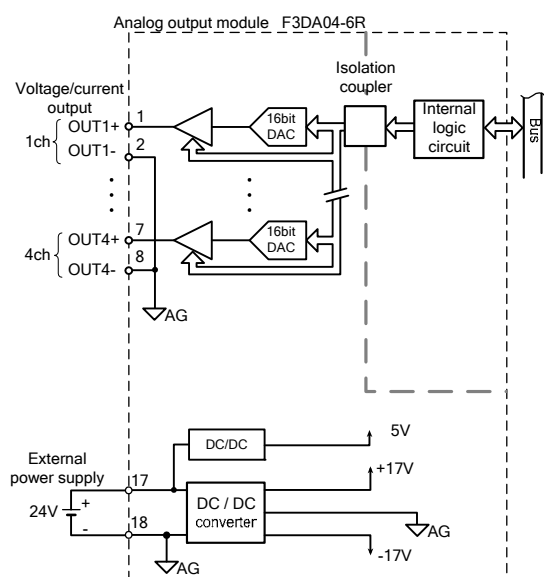 Analog output module F3DA04-6R
Voltage/current
output
Isolation
coupler
1ch
OUT1+
1
OUT1-
2
16bit
DAC
Internal
logic
circuit
Bus
4ch
OUT4+
7
OUT4-
8
16bit
DAC
AG
External
power supply
24V
+
-
17
18
DC/DC
DC / DC
converter
5V
+17V
AG
-17V
AG